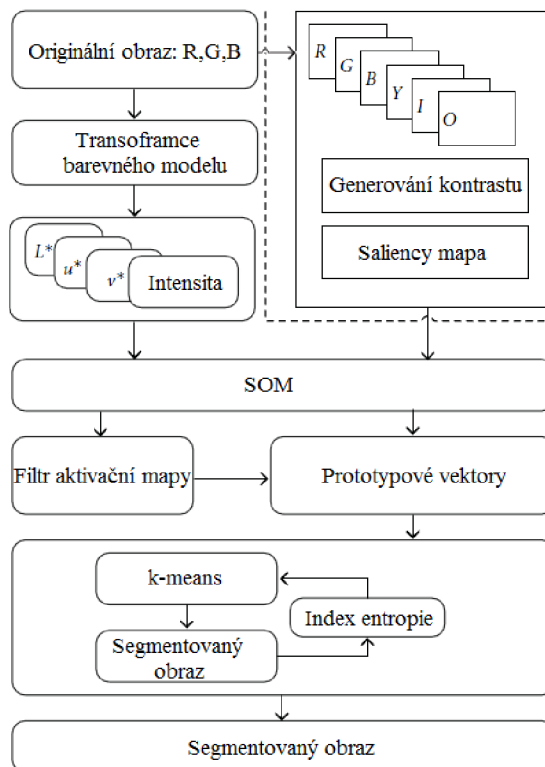 Originální obraz: R,G,B
R
G
B
Y
I
O
Transoframce
barevného modelu
Generování kontrastu
Saliency mapa
L*
u*
v*
Intensita
SOM
Filtr aktivační mapy
Prototypové vektory
k-means
Index entropie
Segmentovaný
obraz
Segmentovaný obraz